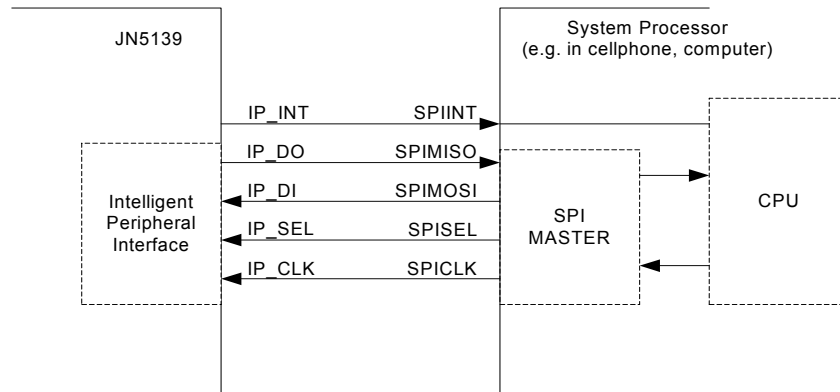 JN5139
System Processor
(e.g. in cellphone, computer)
IP_INT SPIINT
IP_DO SPIMISO
IP_DI SPIMOSI
IP_SEL SPISEL
IP_CLK SPICLK
Intelligent
Peripheral
Interface
SPI
MASTER
CPU